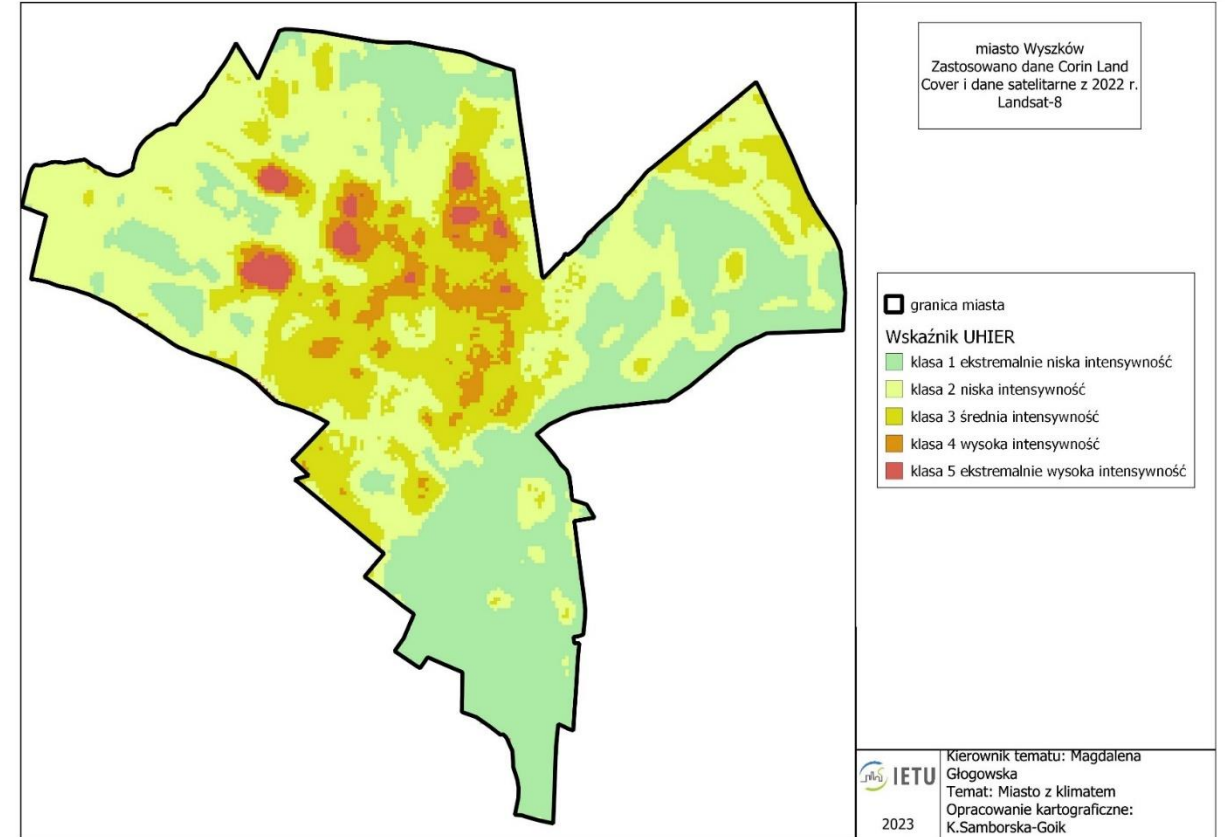 miasto Wyszków
Zastosowano dane Corin Land
Cover i dane satelitarne z 2022 r.
Landsat-8
granica miasta
Wskaźnik UHIER
klasa 1 ekstremalnie niska intensywność
klasa 2 niska intensywność
klasa 3 średnia intensywność
klasa 4 wysoka intensywność
klasa 5 ekstremalnie wysoka intensywność
IETU
2023
Kierownik tematu: Magdalena
Głogowska
Temat: Miasto z klimatem
Opracowanie kartograficzne:
K.Samborska-Goik